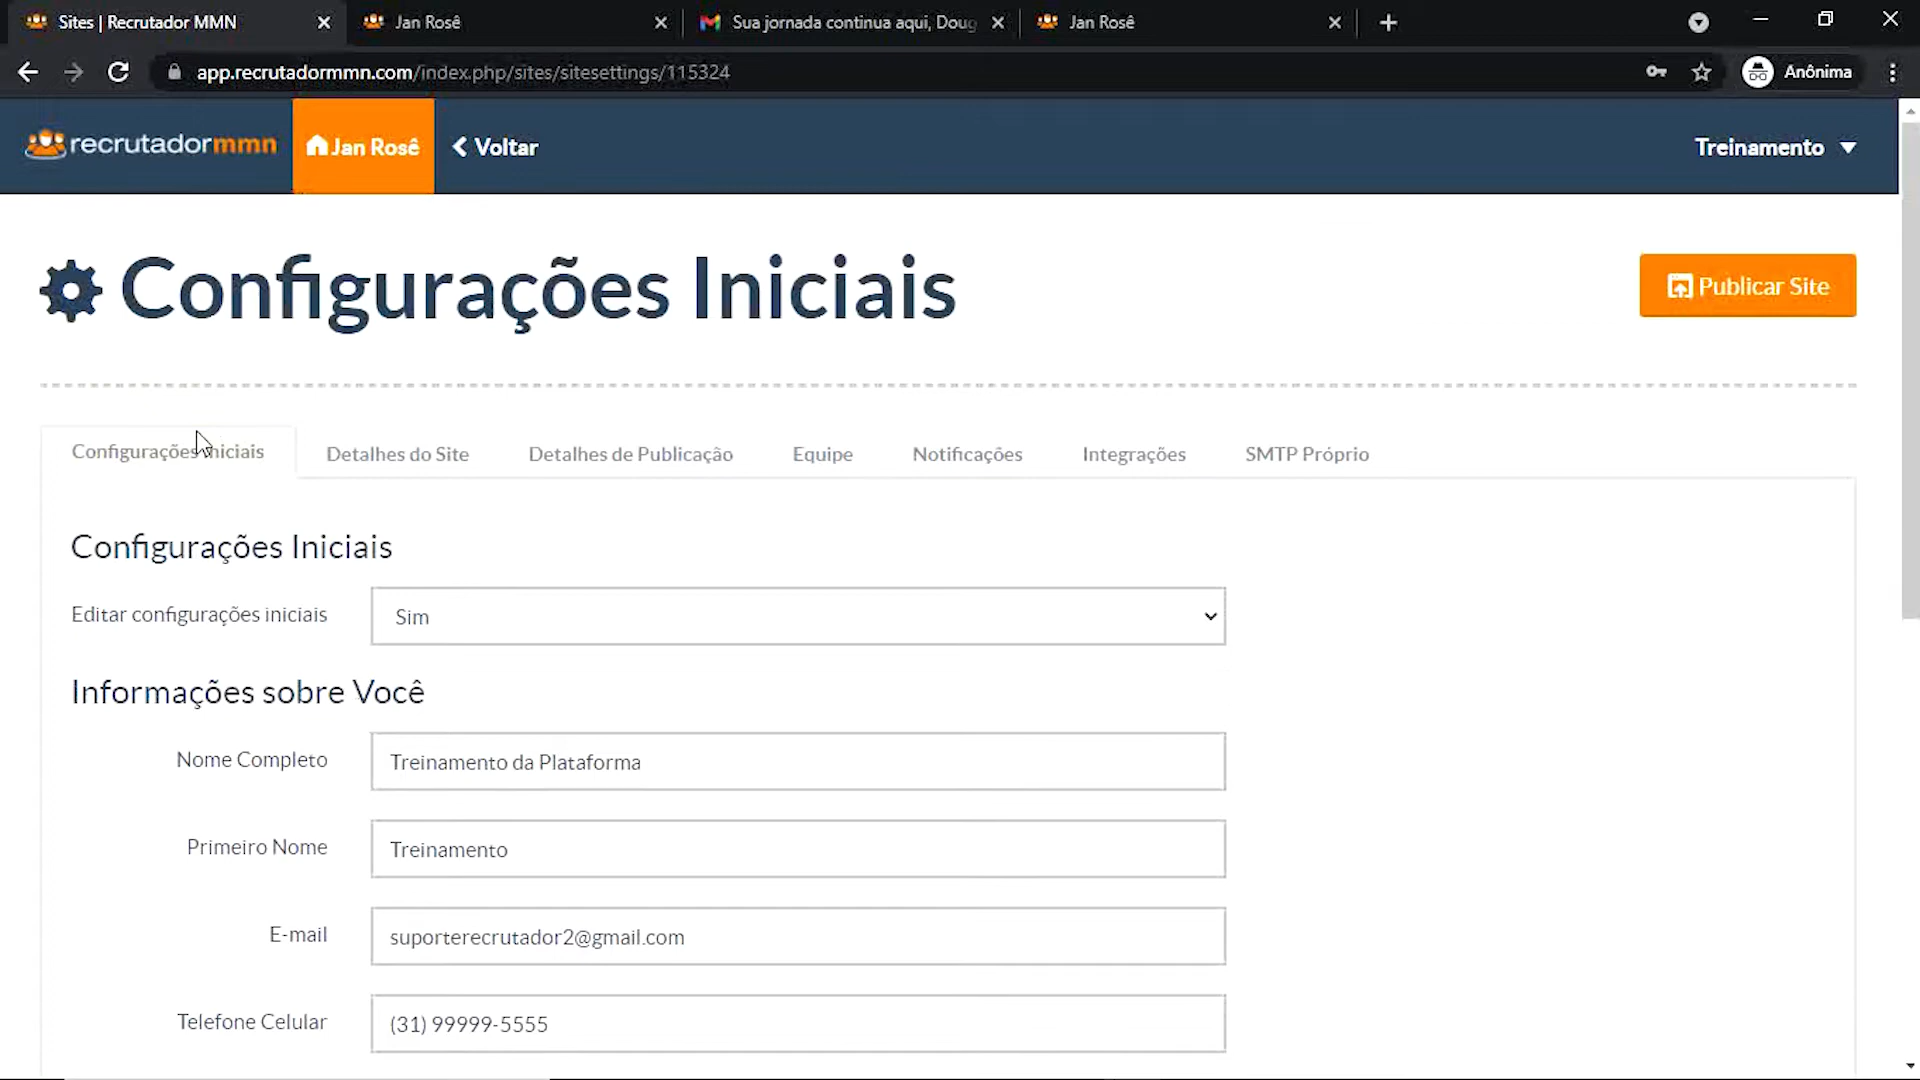 Sites | Recrutador MMN
Jan Rosê
Sua jornada continua aqui, Doug
Jan Rosê
app.recrutadormmn.com/index.php/sites/sitesettings/115324
Anônima
recrutadormmn
Jan Rosê
Voltar
Treinamento
Configurações Iniciais
Publicar Site
Configurações Iniciais
Detalhes do Site
Detalhes de Publicação
Equipe
Notificações
Integrações
SMTP Próprio
Configurações Iniciais
Editar configurações iniciais
Sim
Informações sobre Você
Nome Completo
Treinamento da Plataforma
Primeiro Nome
Treinamento
E-mail
suporterecrutador2@gmail.com
Telefone Celular
(31) 99999-5555